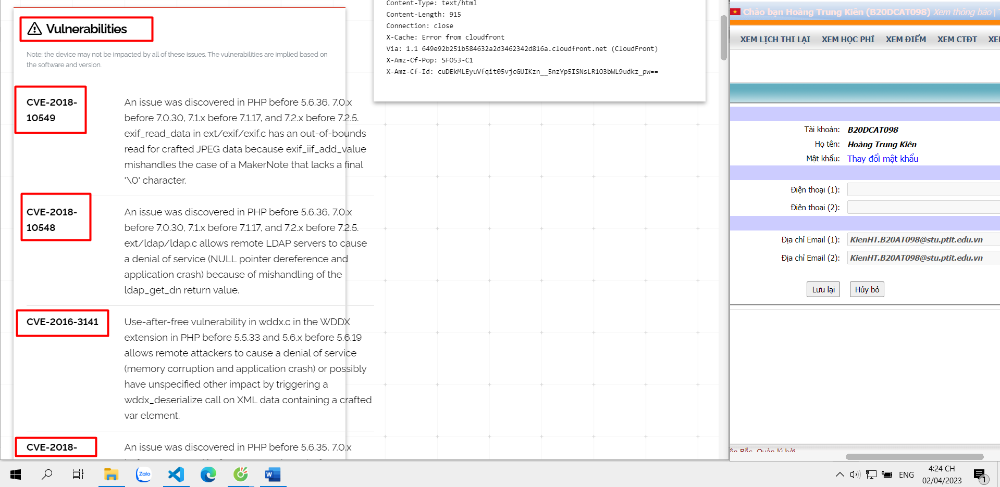 Vulnerabilities
Note: the device may not be impacted by all of these issues. The vulnerabilities are implied based on
the software and version.
CVE-2018-
10549
An issue was discovered in PHP before 5.6.36, 7.0.x
before 7.0.30, 7.1.x before 7.1.17, and 7.2.x before 7.2.5.
exif_read_data in ext/exif/exif.c has an out-of-bounds
read for crafted JPEG data because exif_iif_add_value
mishandles the case of a MakerNote that lacks a final
'\0' character.
CVE-2018-
10548
An issue was discovered in PHP before 5.6.36, 7.0.x
before 7.0.30, 7.1.x before 7.1.17, and 7.2.x before 7.2.5.
ext/ldap/ldap.c allows remote LDAP servers to cause
a denial of service (NULL pointer dereference and
application crash) because of mishandling of the
ldap_get_dn return value.
CVE-2016-3141
Use-after-free vulnerability in wddx.c in the WDDX
extension in PHP before 5.5.33 and 5.6.x before 5.6.19
allows remote attackers to cause a denial of service
(memory corruption and application crash) or possibly
have unspecified other impact by triggering a
wddx_deserialize call on XML data containing a crafted
var element.
CVE-2018-
An issue was discovered in PHP before 5.6.35, 7.0.x
Content-Type: text/html
Content-Length: 915
Connection: close
X-Cache: Error from cloudfront
Via: 1.1 649e92b251b584632a2d3462342d816a.cloudfront.net (CloudFront)
X-Amz-Cf-Pop: SFO53-C1
X-Amz-Cf-Id: cuDEkMLEyuVfqit05vjcGUIKzn__5nzYp5ISNsLR1O3bWL9udkz_pw==
Chào bạn Hoàng Trung Kiên (B20DCAT098) Xem thông báo |
XEM LỊCH THI LẠI XEM HỌC PHÍ XEM ĐIỂM XEM CTĐT XE
Tài khoản: B20DCAT098
Họ tên: Hoàng Trung Kiên
Mật khẩu: Thay đổi mật khẩu
Điện thoại (1):
Điện thoại (2):
Địa chỉ Email (1): KienHT.B20AT098@stu.ptit.edu.vn
Địa chỉ Email (2): KienHT.B20AT098@stu.ptit.edu.vn
Lưu lại Hủy bỏ
Bắc. Quản lý bởi
Zalo
W
ENG
4:24 CH
02/04/2023
1